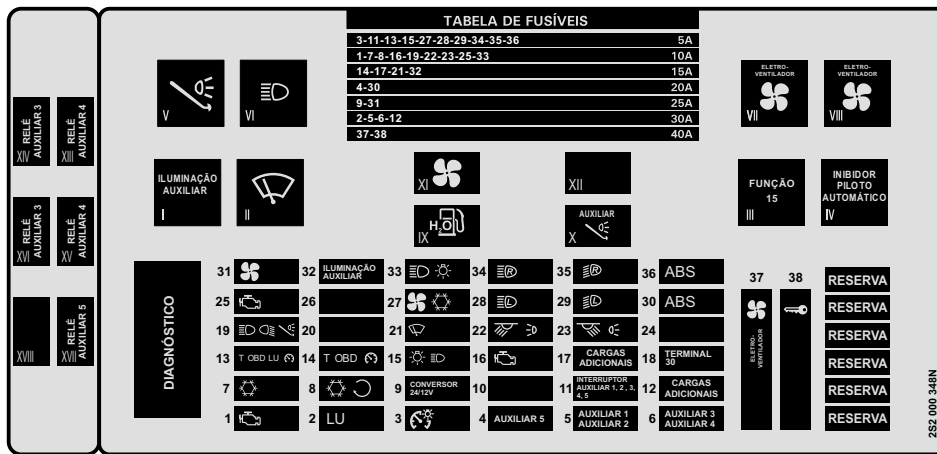 TABELA DE FUSÍVEIS
3-11-13-15-27-28-29-34-35-36 5A
1-7-8-16-19-22-23-25-33 10A
14-17-21-32 15A
4-30 20A
9-31 25A
2-5-6-12 30A
37-38 40A
V
VI
ELETRO-
VENTILADOR
VII
ELETRO-
VENTILADOR
VIII
XIV RELÉ
AUXILIAR 3
XIII RELÉ
AUXILIAR 4
ILUMINAÇÃO
AUXILIAR
I
II
XI
XII
FUNÇÃO
15
III
INIBIDOR
PILOTO
AUTOMÁTICO
IV
XVI RELÉ
AUXILIAR 3
XV RELÉ
AUXILIAR 4
IX H2O
AUXILIAR
X
XVIII
XVII RELÉ
AUXILIAR 5
DIAGNÓSTICO
31 32 ILUMINAÇÃO
AUXILIAR
33 34 R 35 R 36 ABS
25 26 27 28 L 29 L 30 ABS
19 20 21 22 23 24
13 T OBD LU 14 T OBD 15 16 17 CARGAS
ADICIONAIS
18 TERMINAL
30
7 8 9 CONVERSOR
24/12V
10 11 INTERRUPTOR
AUXILIAR 1, 2 , 3,
4, 5
12 CARGAS
ADICIONAIS
1 2 LU 3 4 AUXILIAR 5 5 AUXILIAR 1
AUXILIAR 2
6 AUXILIAR 3
AUXILIAR 4
37 38
ELETRO-
VENTILADOR
RESERVA
RESERVA
RESERVA
RESERVA
RESERVA
RESERVA
2S2 000 348N